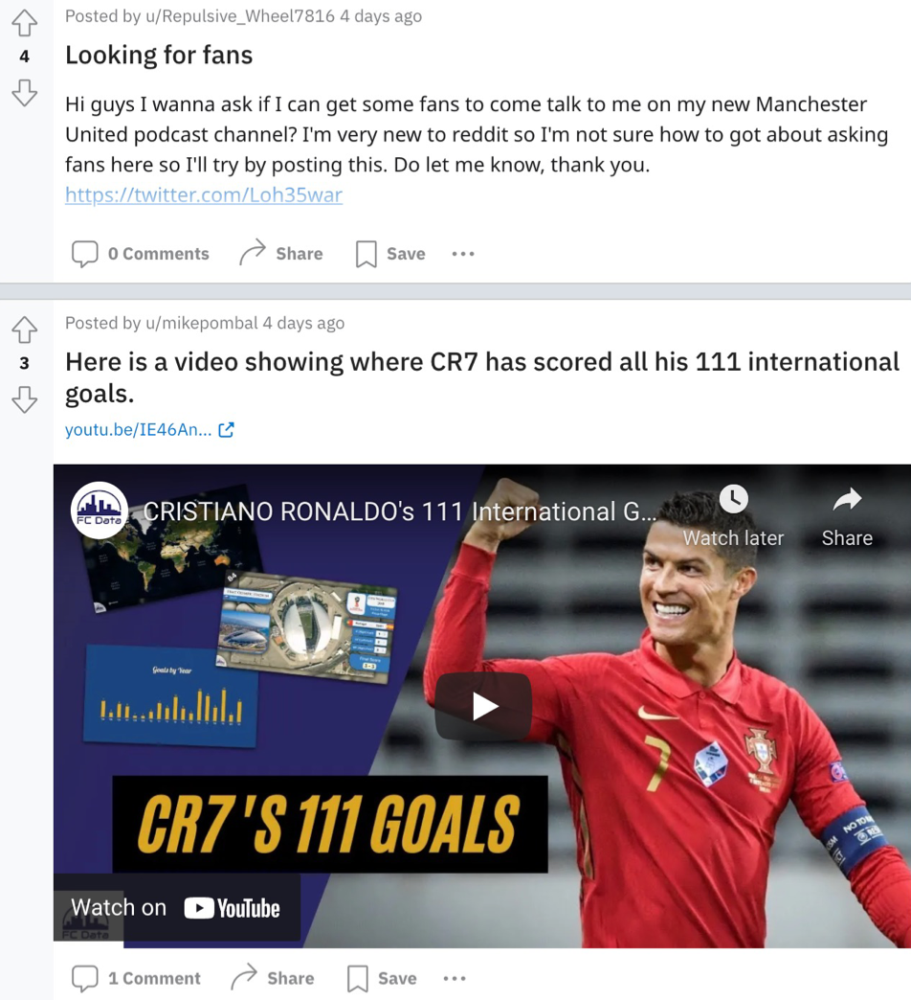 Posted by u/Repulsive_Wheel7816 4 days ago
4
Looking for fans
Hi guys I wanna ask if I can get some fans to come talk to me on my new Manchester
United podcast channel? I'm very new to reddit so I'm not sure how to got about asking
fans here so I'll try by posting this. Do let me know, thank you.
https://twitter.com/Loh35war
0 Comments Share Save ...
Posted by u/mikepombal 4 days ago
3
Here is a video showing where CR7 has scored all his 111 international
goals.
youtu.be/IE46An...
FC Data
CRISTIANO RONALDO's 111 International G...
Watch later Share
84
Goals by Year
7
NO TO
CR7'S 111 GOALS
Watch on YouTube
FC Data
1 Comment Share Save ...